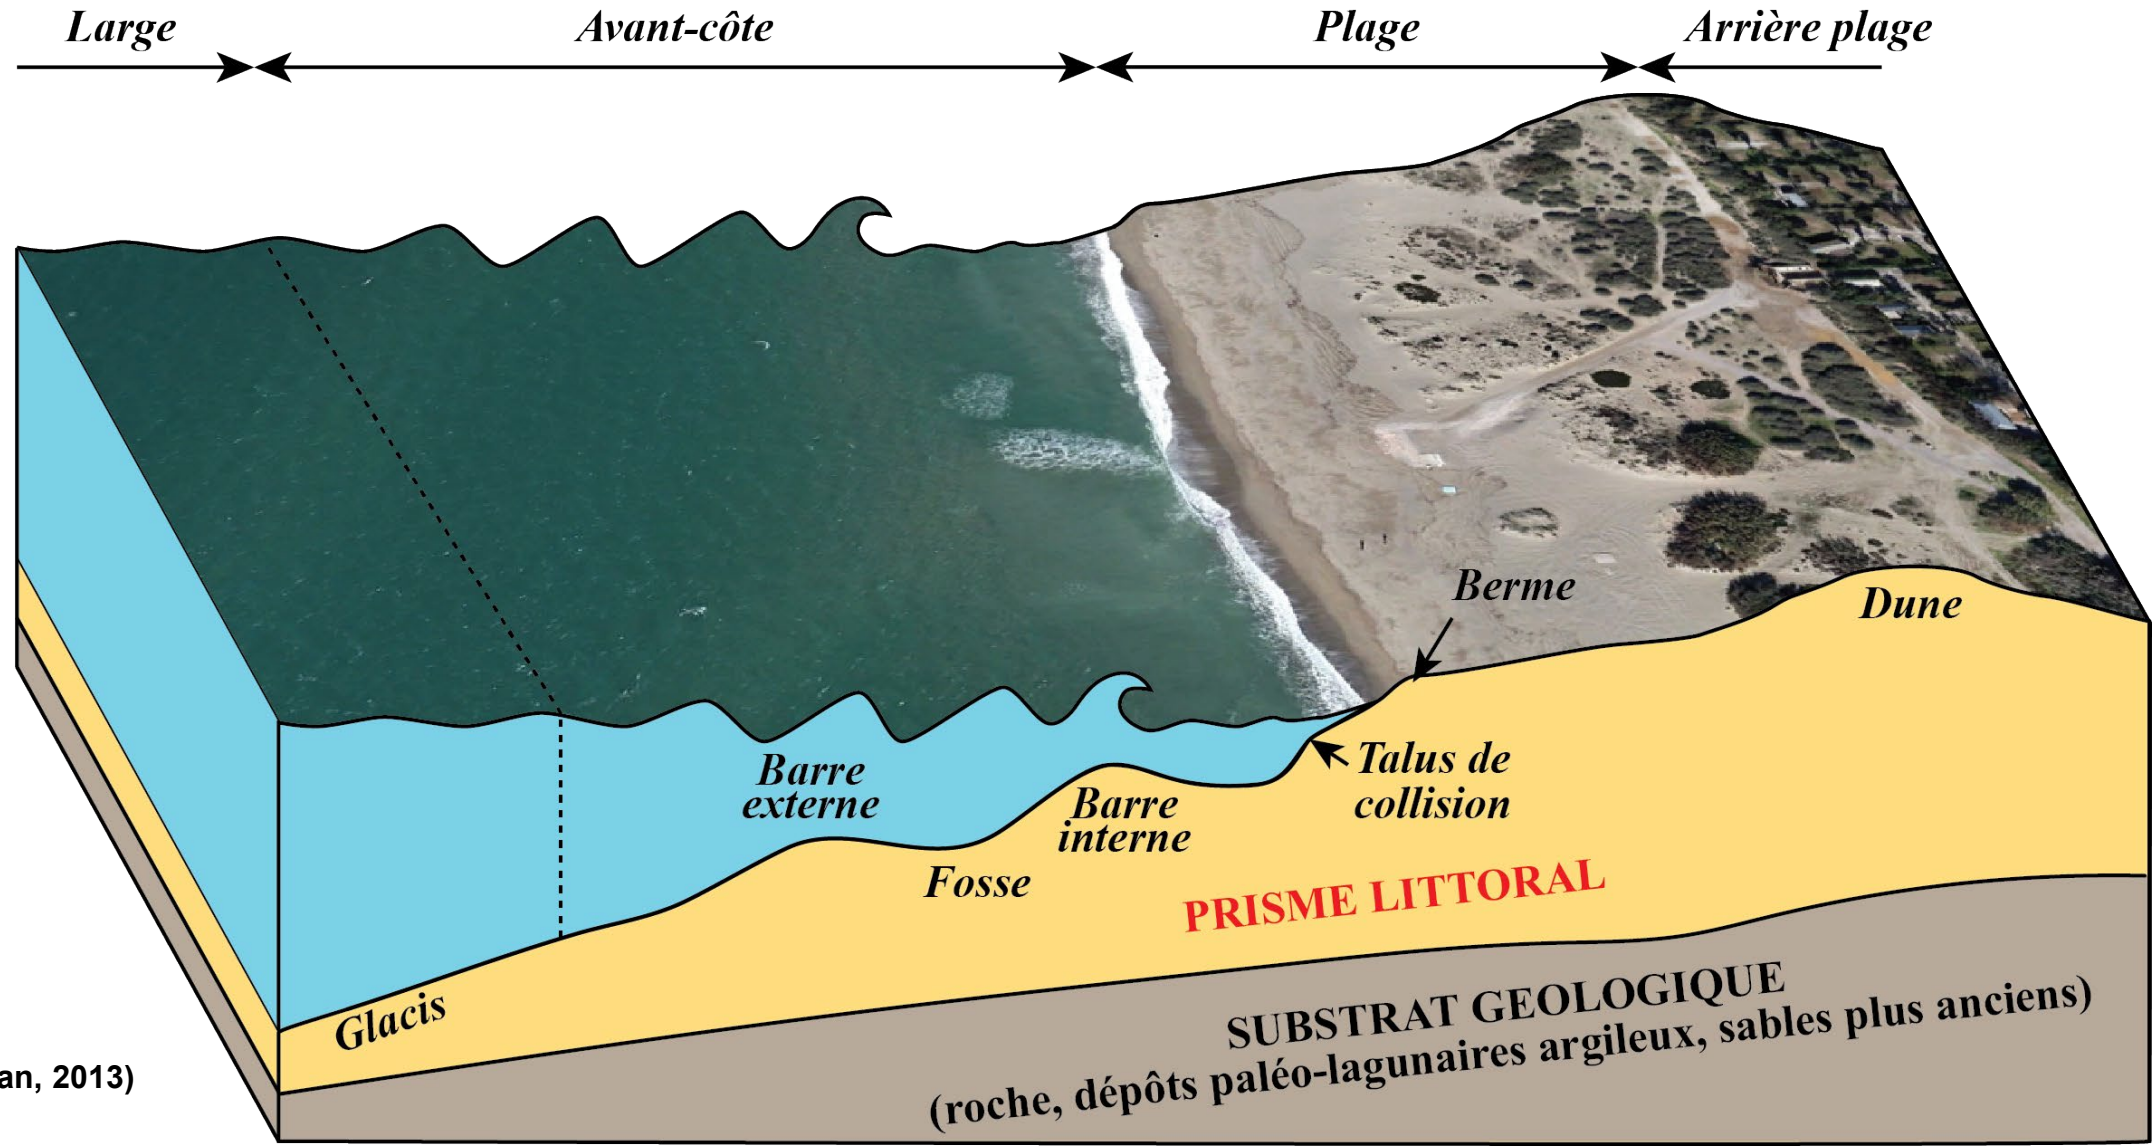 Large
Avant-côte
Plage
Arrière plage
Berme
Dune
Barre
externe
Barre
interne
Talus de
collision
Fosse
PRISME LITTORAL
Glacis
SUBSTRAT GEOLOGIQUE
(roche, dépôts paléo-lagunaires argileux, sables plus anciens)
an, 2013)